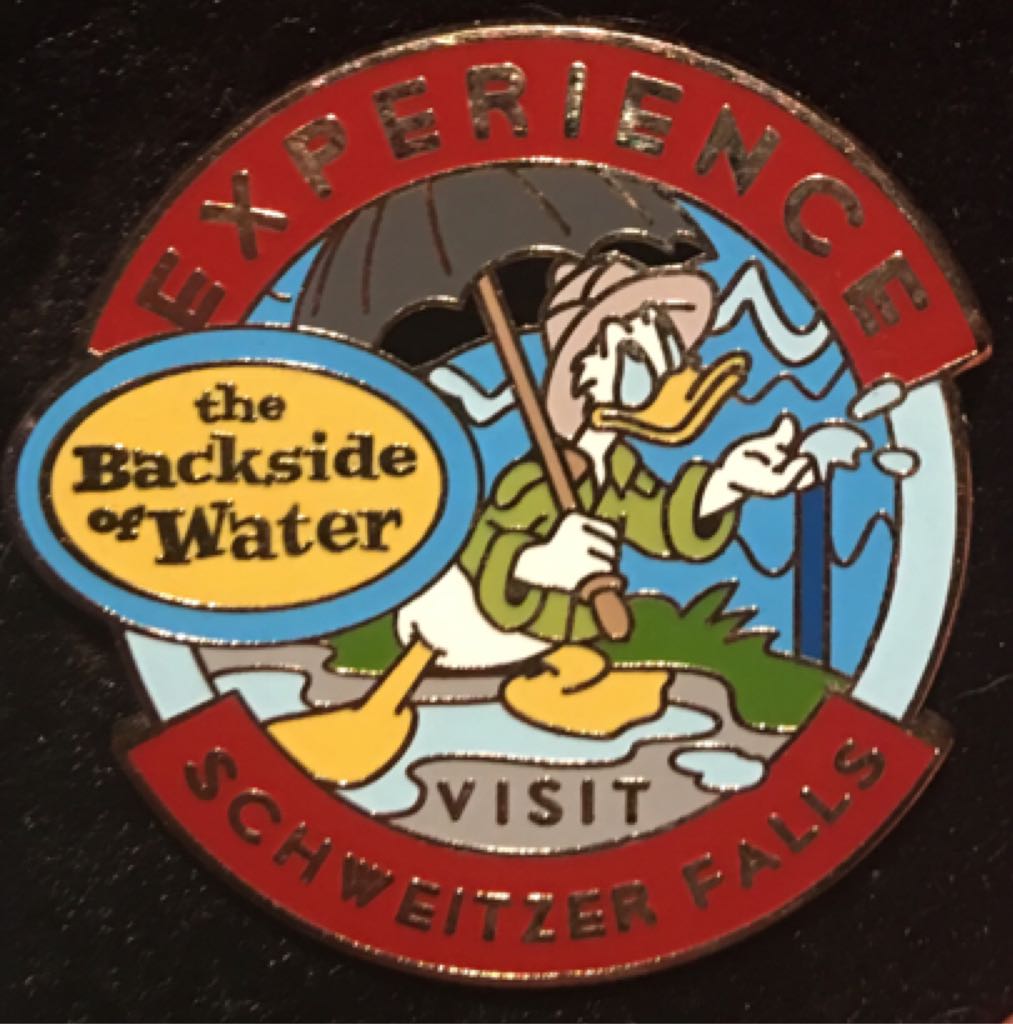 EXPERIENCE
the
Backside
of Water
VISIT
SCHWEITZER FALLS